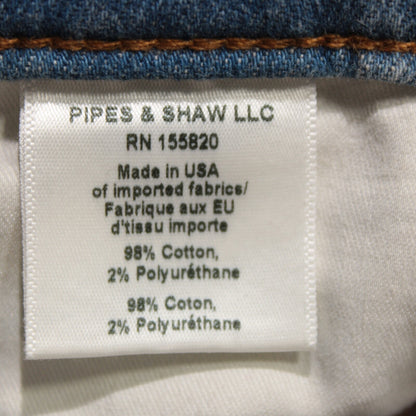 PIPES & SHAW LLC
RN 155820
Made in USA
of imported fabrics/
Fabrique aux EU
d'tissu importe
98% Cotton,
2% Polyuréthane
98% Cotton,
2% Polyuréthane